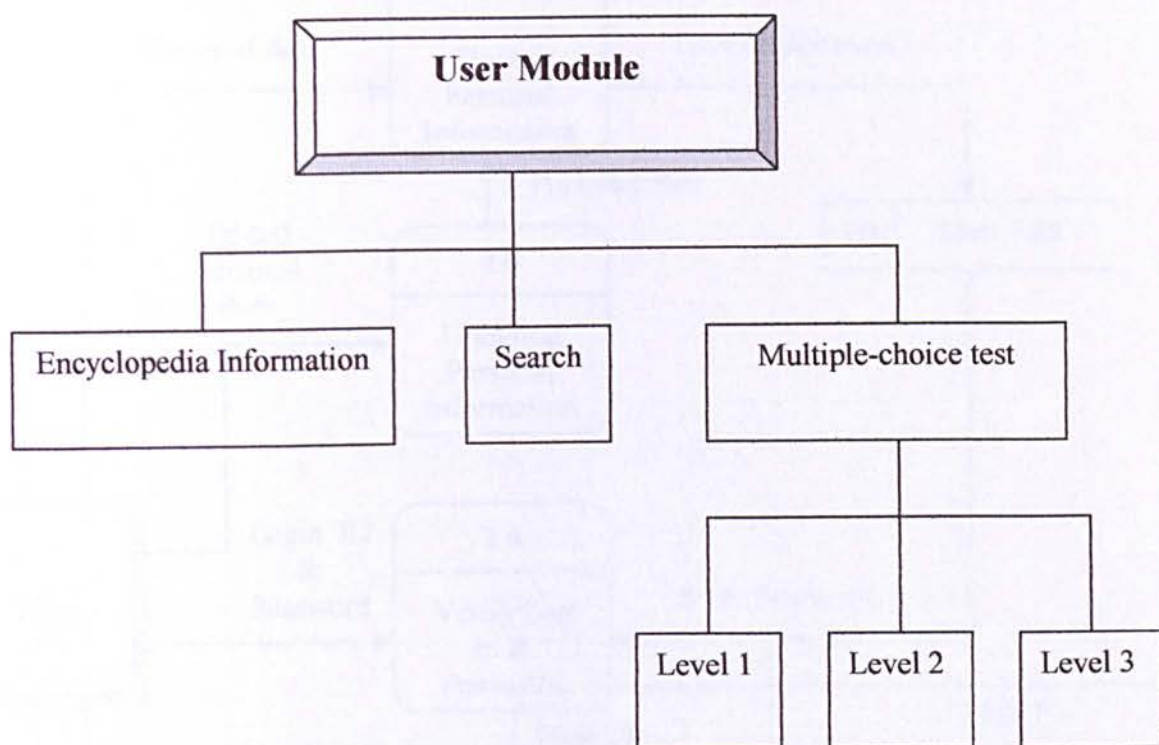 User Module
Encyclopedia Information
Search
Multiple-choice test
Level 1
Level 2
Level 3